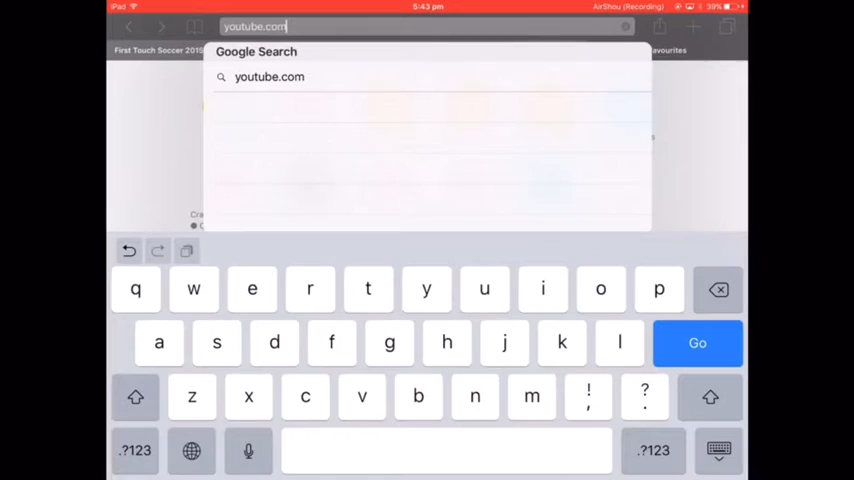 iPad 5:43 pm AirShou (Recording) 39%
youtube.com
First Touch Soccer 2015 avourites
Google Search
youtube.com
s
Cra
q w e r t y u i o p
a s d f g h j k l Go
z x c v b n m ! , ? .
.?123 .?123